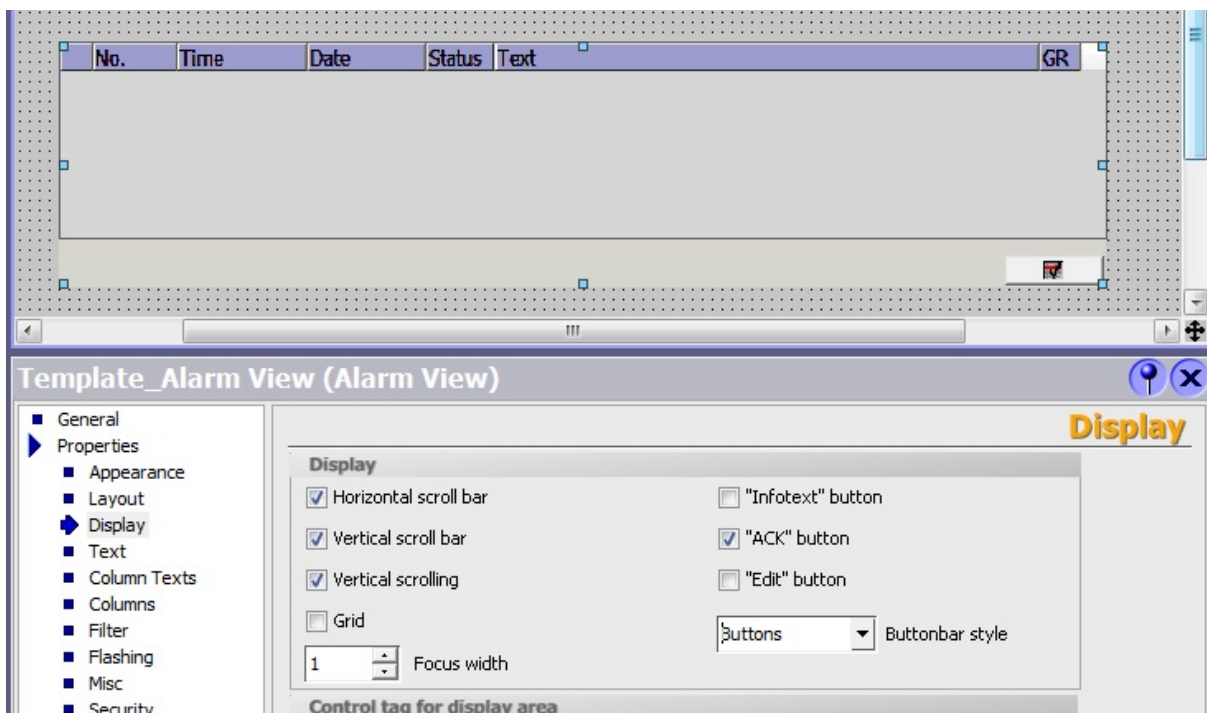 No. Time Date Status Text GR
Template_Alarm View (Alarm View)
General
Properties
Appearance
Layout
Display
Text
Column Texts
Columns
Filter
Flashing
Misc
Security
Display
Display
Horizontal scroll bar
Vertical scroll bar
Vertical scrolling
Grid
1 Focus width
"Infotext" button
"ACK" button
"Edit" button
Buttons Buttonbar style
Control tag for display area